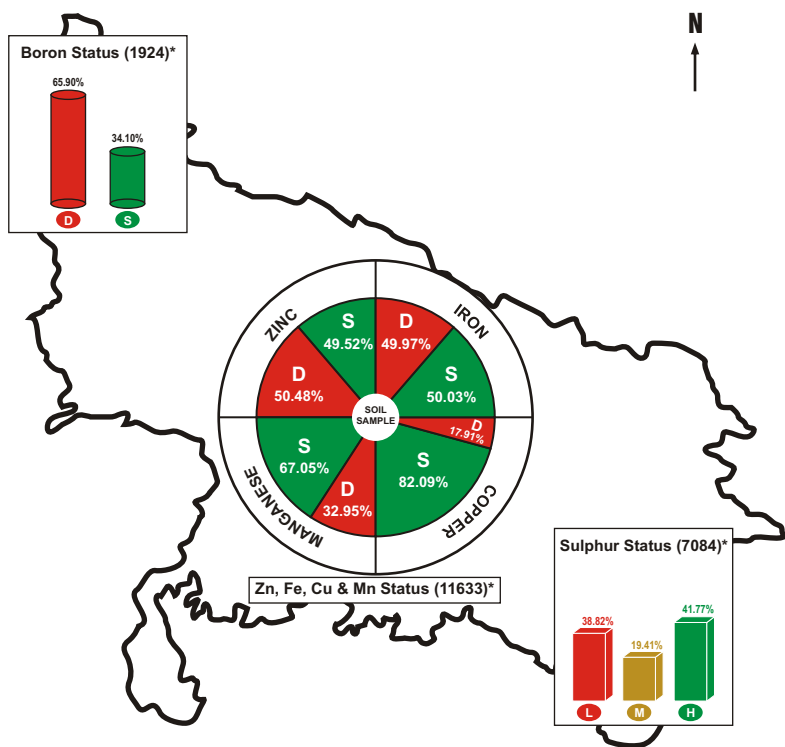 N
Boron Status (1924)*
65.90%
34.10%
D
S
ZINC
IRON
S
49.52%
D
49.97%
D
50.48%
S
50.03%
SOIL
SAMPLE
D
17.91%
S
67.05%
S
82.09%
D
32.95%
MANGANESE
COPPER
Zn, Fe, Cu & Mn Status (11633)*
Sulphur Status (7084)*
38.82%
19.41%
41.77%
L
M
H